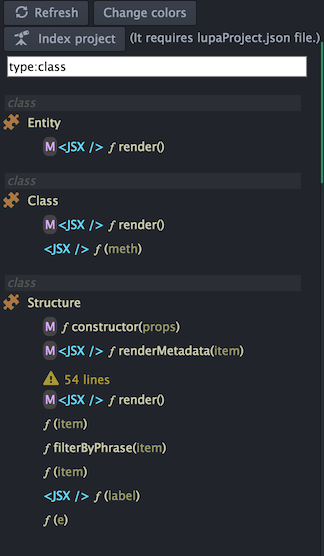 Refresh Change colors
Index project (It requires lupaProject.json file.)
type:class
class
Entity
M <JSX /> ƒ render()
class
Class
M <JSX /> ƒ render()
<JSX /> ƒ (meth)
class
Structure
M ƒ constructor(props)
M <JSX /> ƒ renderMetadata(item)
54 lines
M <JSX /> ƒ render()
ƒ (item)
ƒ filterByPhrase(item)
ƒ (item)
<JSX /> ƒ (label)
ƒ (e)